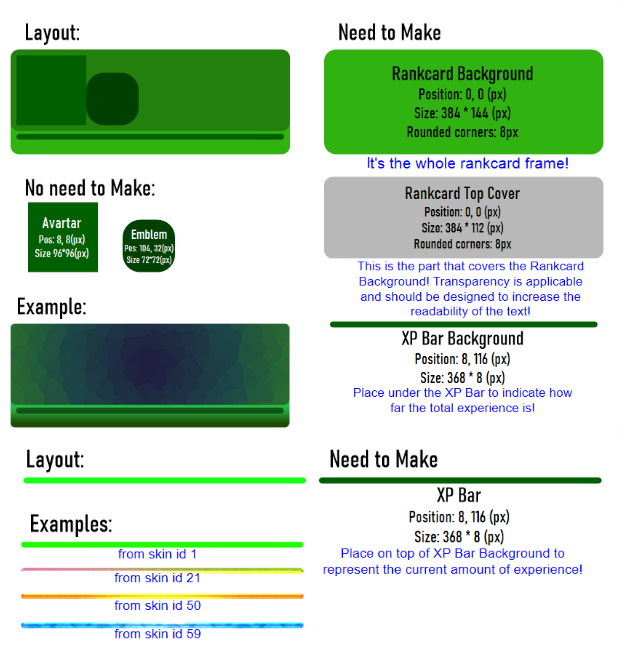 Layout:
Need to Make
Rankcard Background
Position: 0, 0 (px)
Size: 384 * 144 (px)
Rounded corners: 8px
It's the whole rankcard frame!
No need to Make:
Avartar
Pos: 8, 8(px)
Size 96*96(px)
Emblem
Pos: 104, 32(px)
Size 72*72(px)
Rankcard Top Cover
Position: 0, 0 (px)
Size: 384 * 112 (px)
Rounded corners: 8px
This is the part that covers the Rankcard
Background! Transparency is applicable
and should be designed to increase the
readability of the text!
Example:
XP Bar Background
Position: 8, 116 (px)
Size: 368 * 8 (px)
Place under the XP Bar to indicate how
far the total experience is!
Layout:
Need to Make
XP Bar
Position: 8, 116 (px)
Size: 368 * 8 (px)
Place on top of XP Bar Background to
represent the current amount of experience!
Examples:
from skin id 1
from skin id 21
from skin id 50
from skin id 59